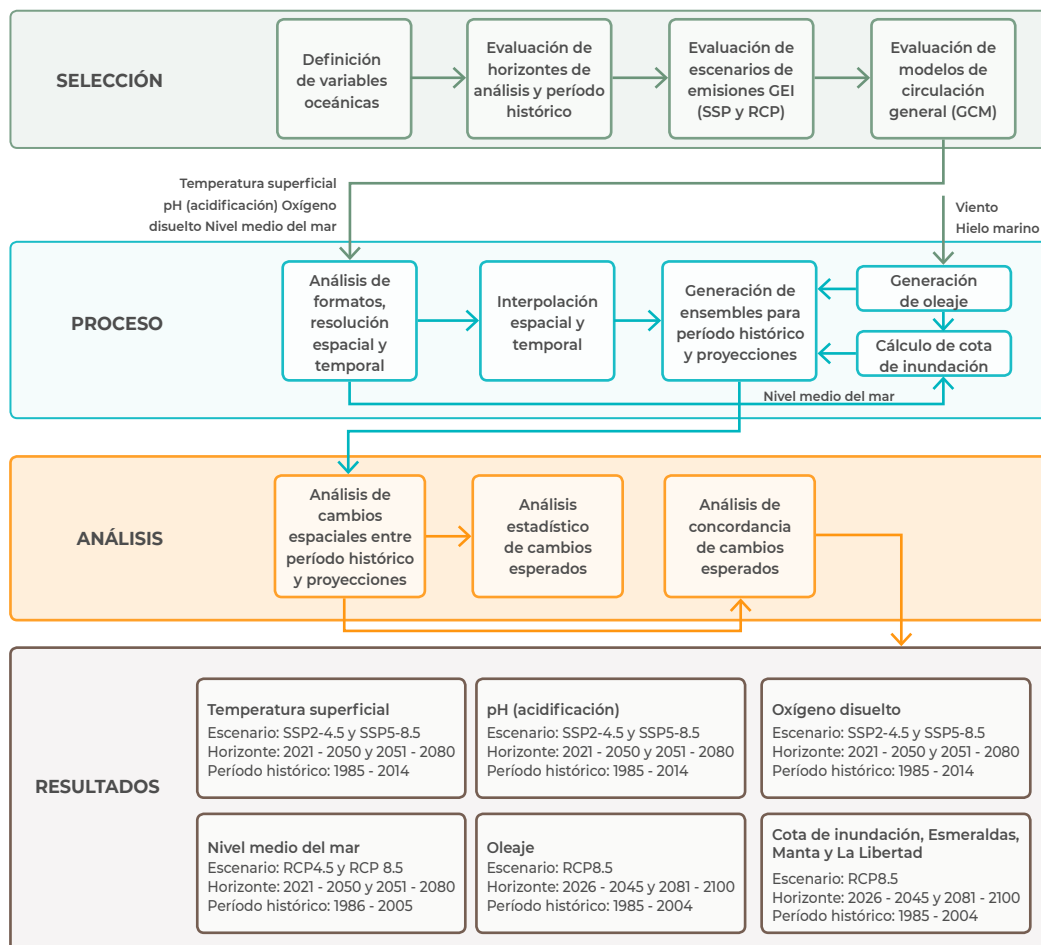 SELECCIÓN
Definición
de variables
oceánicas
Evaluación de
horizontes de
análisis y período
histórico
Evaluación de
escenarios de
emisiones GEI
(SSP y RCP)
Evaluación de
modelos de
circulación
general (GCM)
Temperatura superficial
pH (acidificación) Oxígeno
disuelto Nivel medio del mar
Viento
Hielo marino
PROCESO
Análisis de
formatos,
resolución
espacial y
temporal
Interpolación
espacial y
temporal
Generación de
ensembles para
período histórico
y proyecciones
Generación
de oleaje
Cálculo de cota
de inundación
Nivel medio del mar
ANÁLISIS
Análisis de
cambios
espaciales entre
período histórico
y proyecciones
Análisis
estadístico
de cambios
esperados
Análisis de
concordancia
de cambios
esperados
RESULTADOS
Temperatura superficial
Escenario: SSP2-4.5 y SSP5-8.5
Horizonte: 2021 - 2050 y 2051 - 2080
Período histórico: 1985 - 2014
pH (acidificación)
Escenario: SSP2-4.5 y SSP5-8.5
Horizonte: 2021 - 2050 y 2051 - 2080
Período histórico: 1985 - 2014
Oxígeno disuelto
Escenario: SSP2-4.5 y SSP5-8.5
Horizonte: 2021 - 2050 y 2051 - 2080
Período histórico: 1985 - 2014
Nivel medio del mar
Escenario: RCP4.5 y RCP 8.5
Horizonte: 2021 - 2050 y 2051 - 2080
Período histórico: 1986 - 2005
Oleaje
Escenario: RCP8.5
Horizonte: 2026 - 2045 y 2081 - 2100
Período histórico: 1985 - 2004
Cota de inundación, Esmeraldas,
Manta y La Libertad
Escenario: RCP8.5
Horizonte: 2026 - 2045 y 2081 - 2100
Período histórico: 1985 - 2004